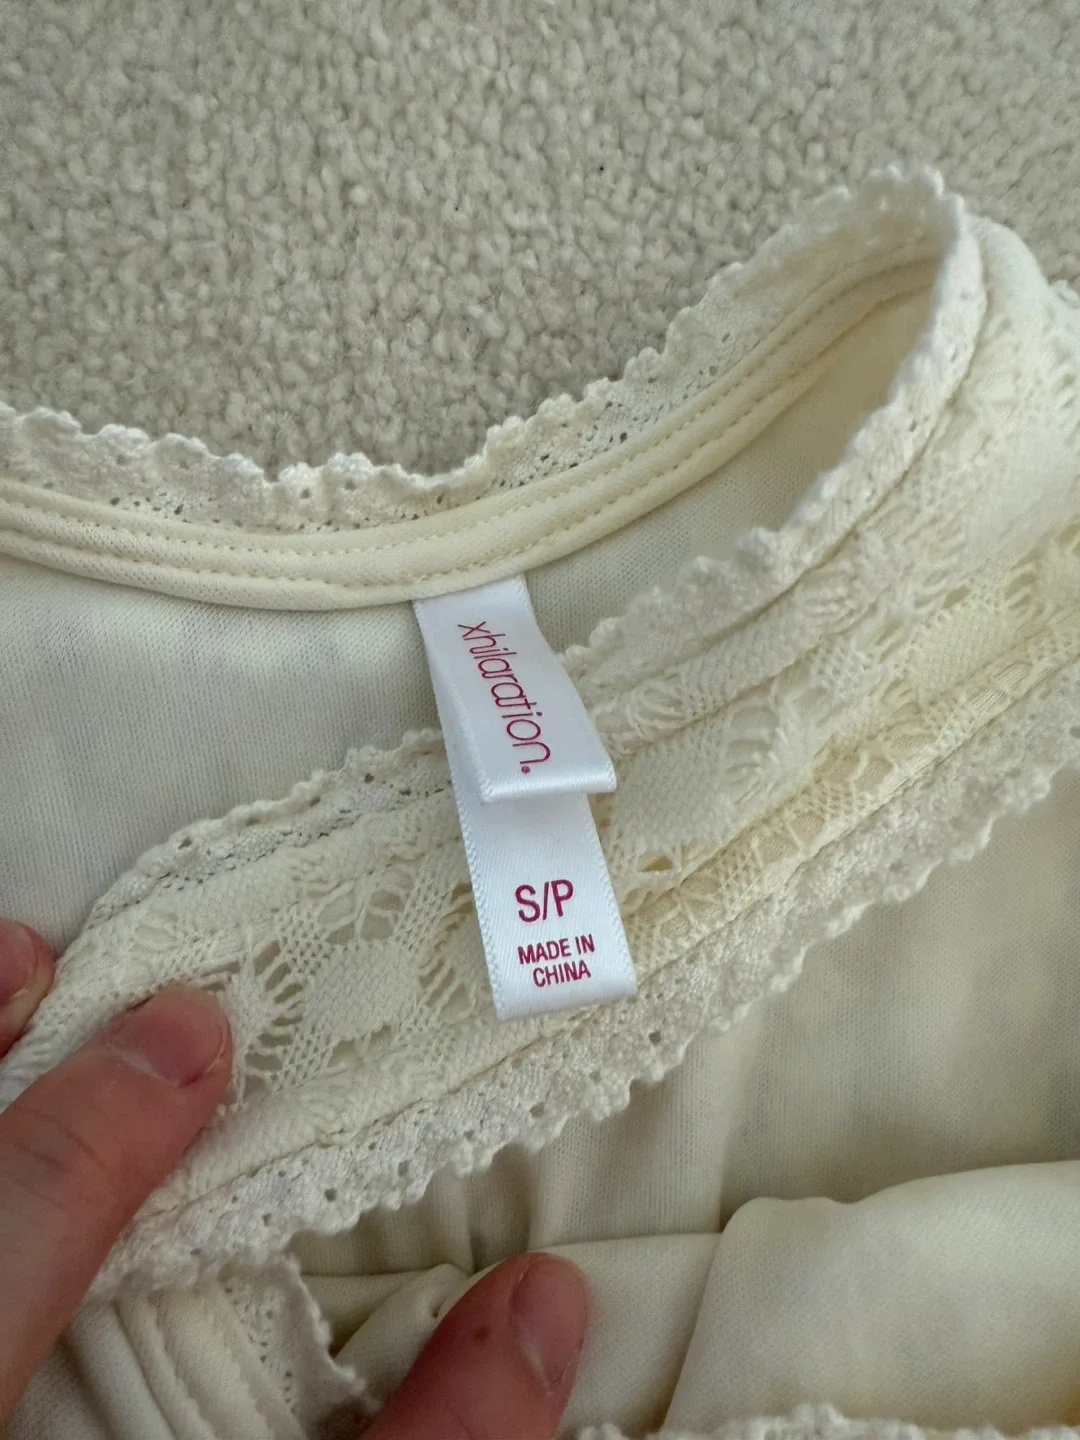 xhilaration.
S/P
MADE IN
CHINA